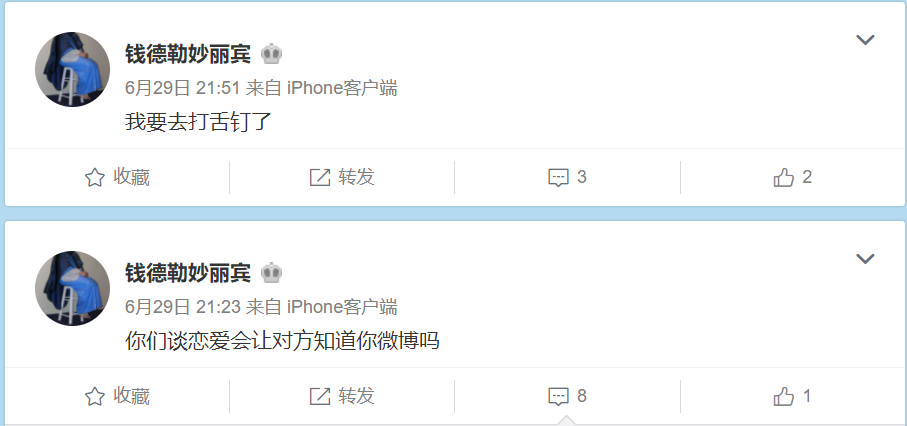 钱德勒妙丽宾
6月29日 21:51 来自 iPhone客户端
我要去打舌钉了
收藏 转发 3 2
钱德勒妙丽宾
6月29日 21:23 来自 iPhone客户端
你们谈恋爱会让对方知道你微博吗
收藏 转发 8 1